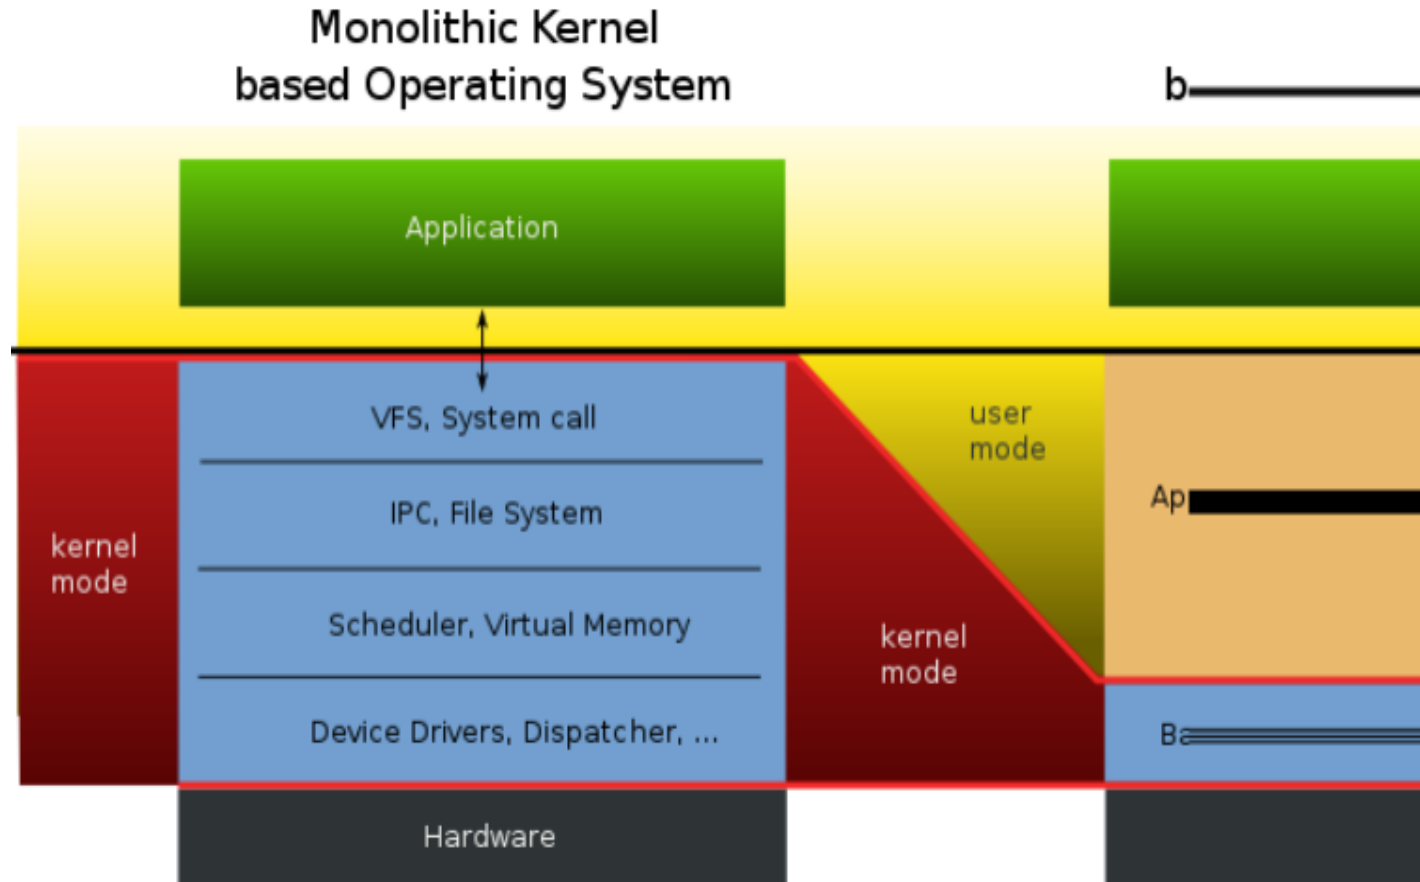 Monolithic Kernel
based Operating System
b
Application
VFS, System call
user
mode
IPC, File System
Ap
kernel
mode
Scheduler, Virtual Memory
kernel
mode
Device Drivers, Dispatcher, ...
Hardware